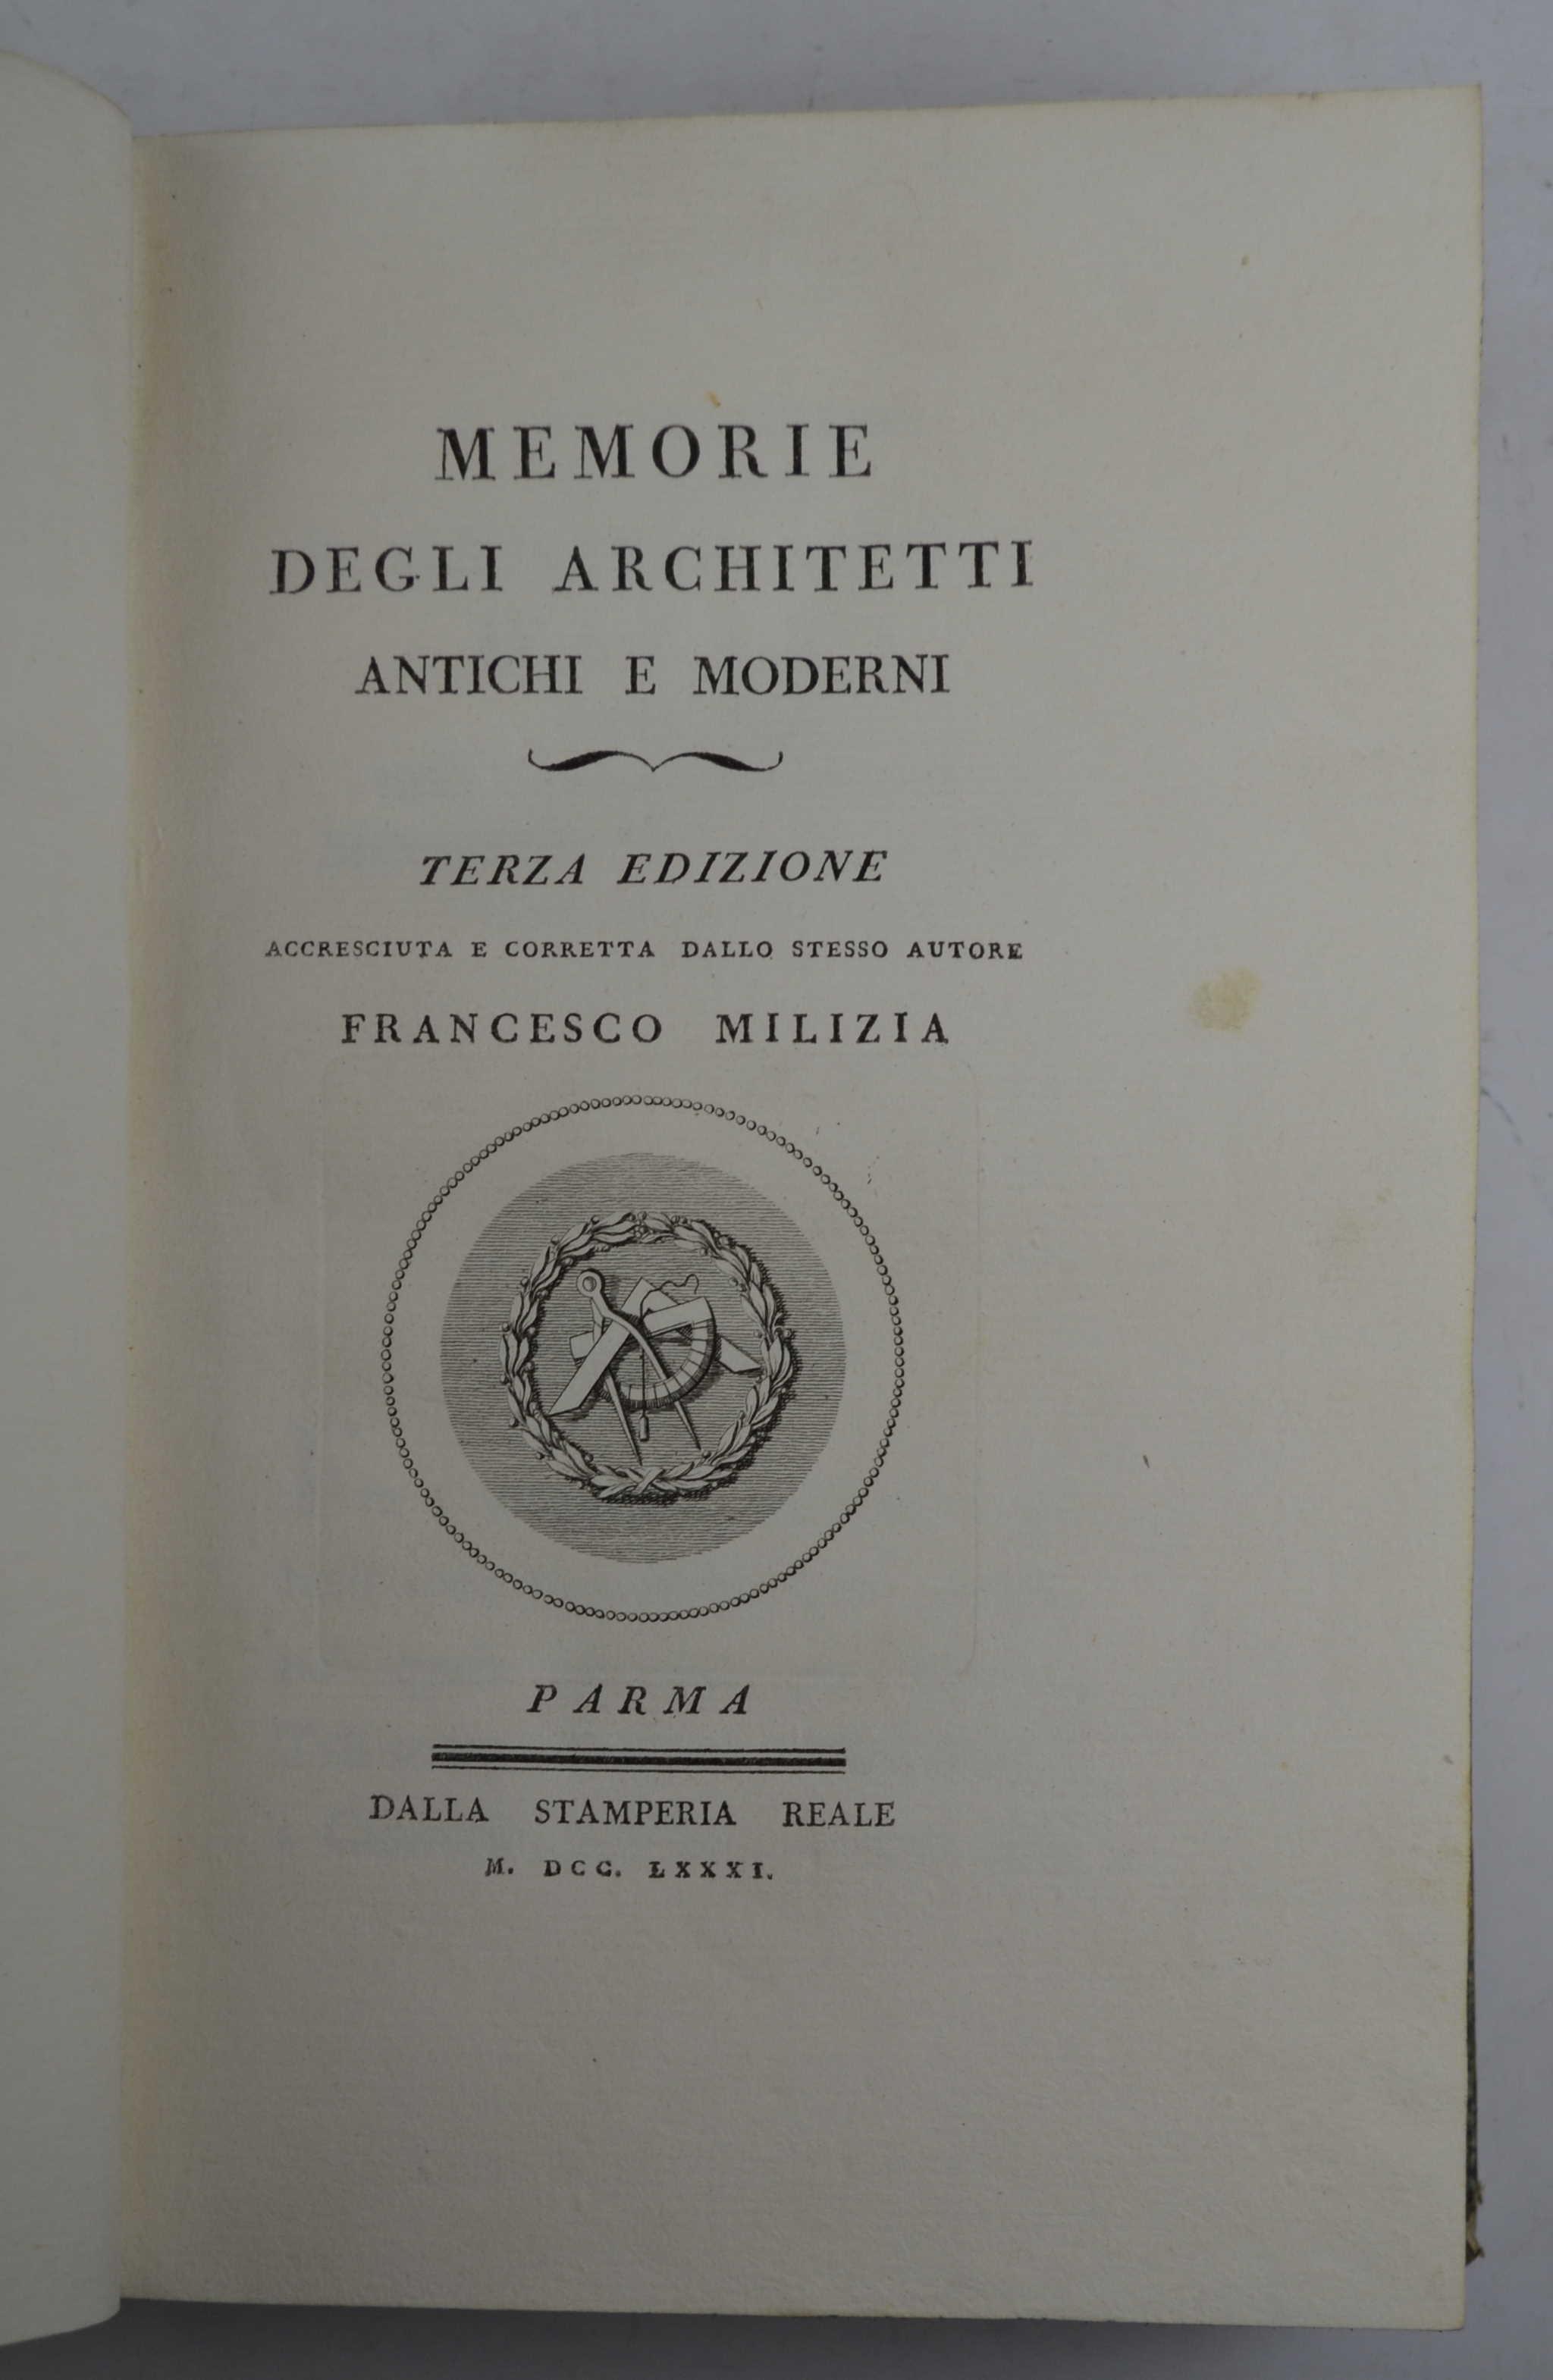 MEMORIE
DEGLI ARCHITETTI
ANTICHI E MODERNI
TERZA EDIZIONE
ACCRESCIUTA E CORRETTA DALLO STESSO AUTORE
FRANCESCO MILIZIA
PARMA
DALLA STAMPERIA REALE
M. DCC. LXXXI.